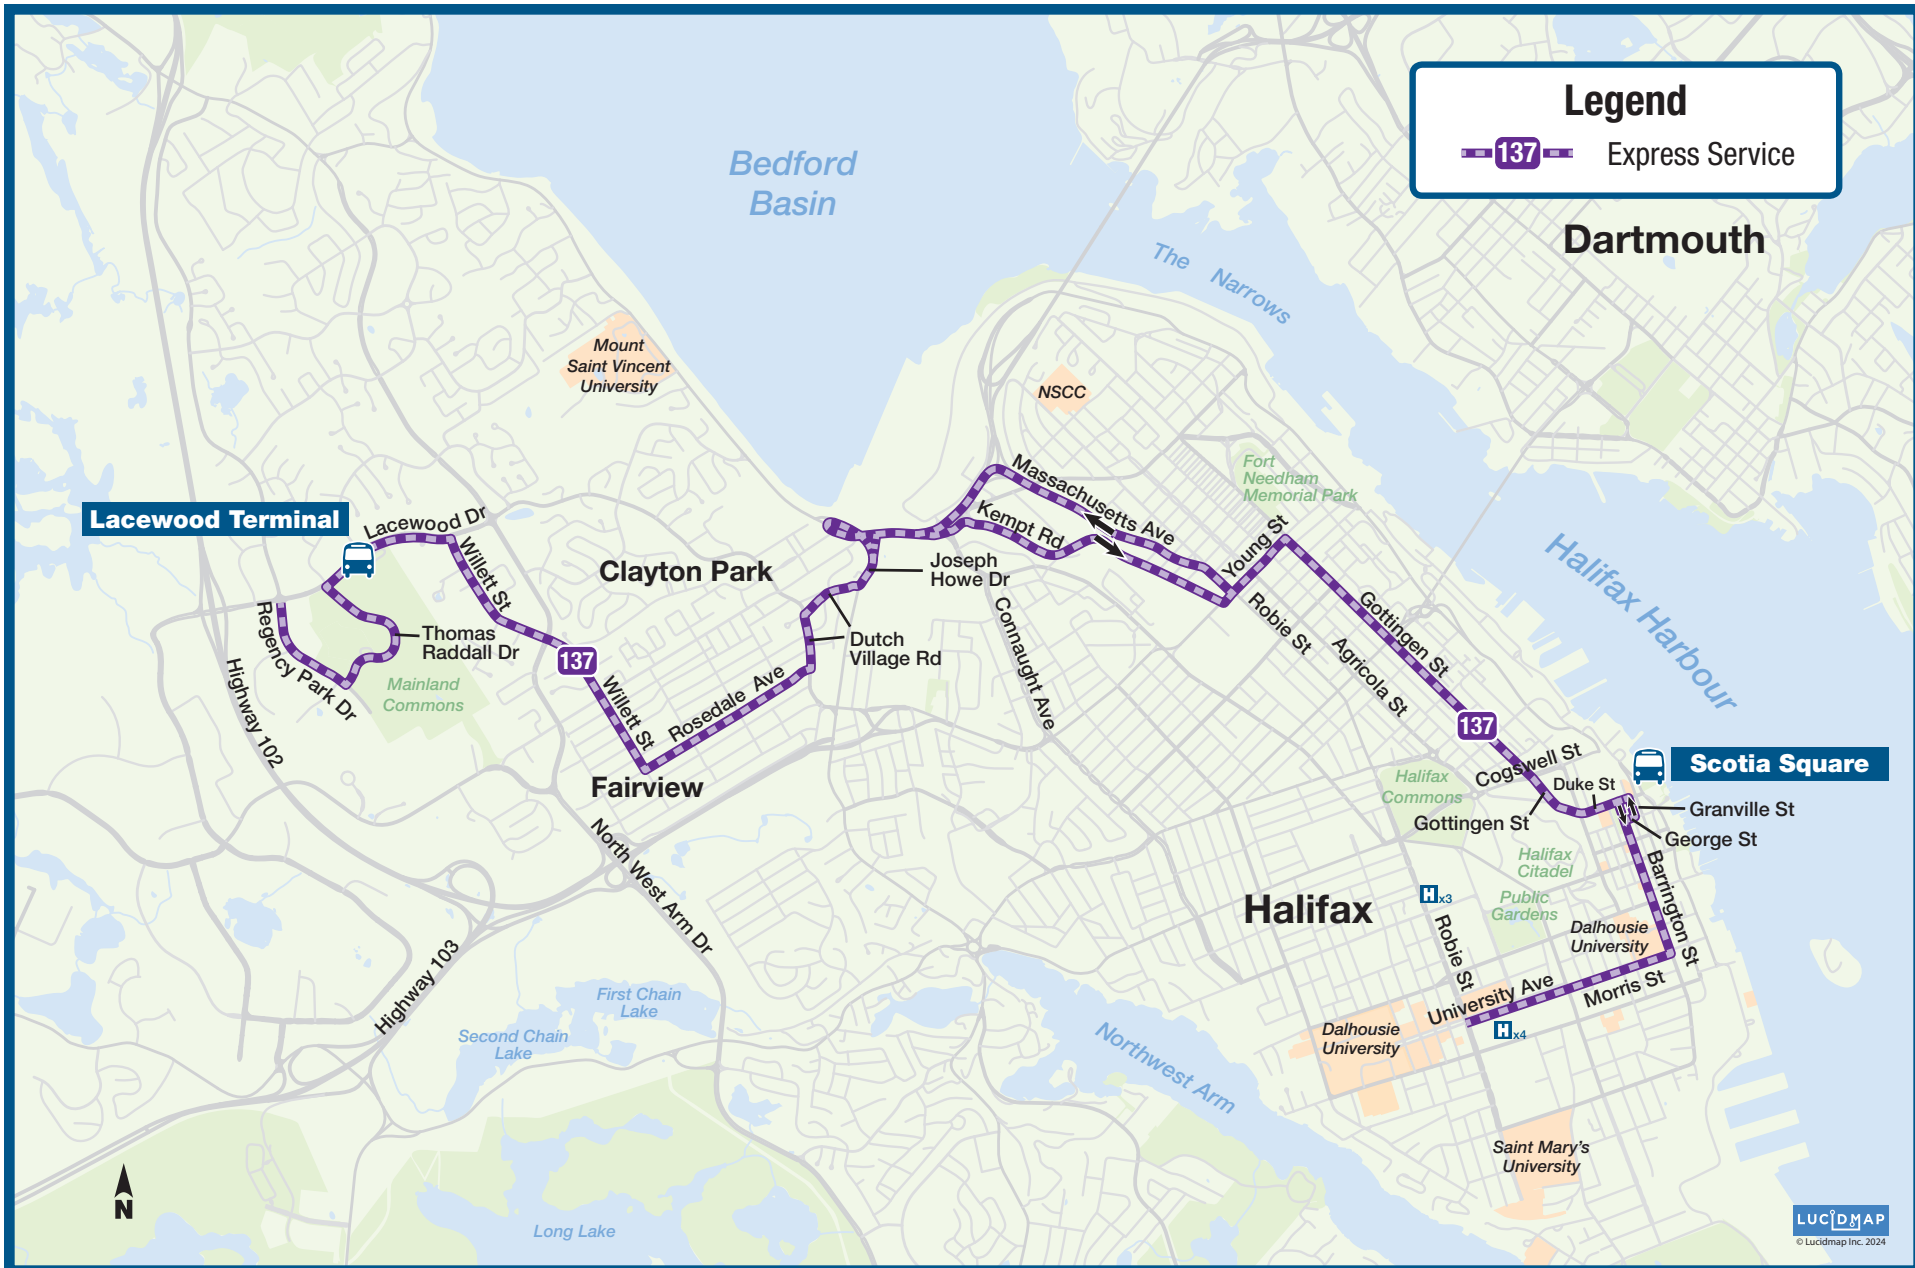 Legend
137
Express Service
Bedford
Basin
The Narrows
Dartmouth
Mount
Saint Vincent
University
NSCC
Massachusetts Ave
Kempt Rd
Fort
Needham
Memorial Park
Young St
Lacewood Terminal
Lacewood Dr
Willett St
Clayton Park
Joseph
Howe Dr
Halifax Harbour
Regency Park Dr
Thomas
Raddall Dr
Mainland
Commons
137
Dutch
Village Rd
Connaught Ave
Robie St
Agricola St
Gottingen St
Highway 102
Willett St
Rosedale Ave
Fairview
137
Cogswell St
Scotia Square
Halifax
Commons
Duke St
Granville St
Gottingen St
George St
North West Arm Dr
Halifax
Citadel
Barrington St
Halifax
H x3
Public
Gardens
Robie St
Dalhousie
University
Highway 103
First Chain
Lake
Second Chain
Lake
University Ave
Morris St
H x4
Dalhousie
University
Northwest Arm
Saint Mary's
University
N
Long Lake
LUCIDMAP
© Lucidmap Inc. 2024